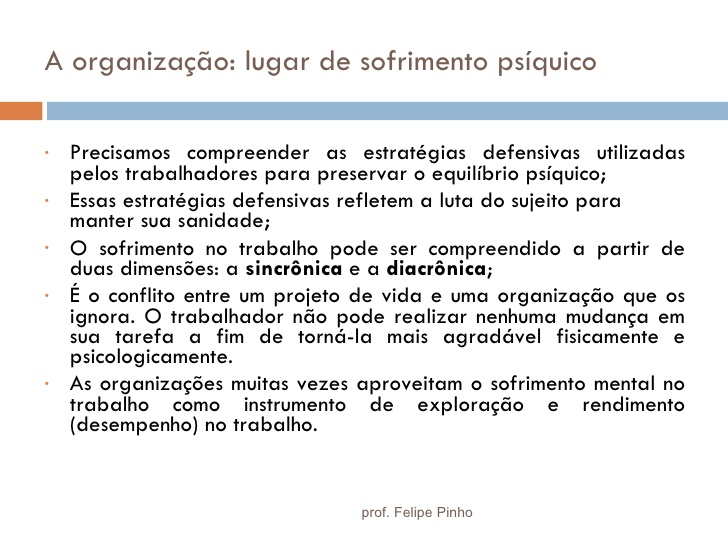 A organização: lugar de sofrimento psíquico
· Precisamos compreender as estratégias defensivas utilizadas
pelos trabalhadores para preservar o equilíbrio psíquico;
· Essas estratégias defensivas refletem a luta do sujeito para
manter sua sanidade;
· O sofrimento no trabalho pode ser compreendido a partir de
duas dimensões: a sincrônica e a diacrônica;
· É o conflito entre um projeto de vida e uma organização que os
ignora. O trabalhador não pode realizar nenhuma mudança em
sua tarefa a fim de torná-la mais agradável fisicamente e
psicologicamente.
· As organizações muitas vezes aproveitam o sofrimento mental no
trabalho como instrumento de exploração e rendimento
(desempenho) no trabalho.
prof. Felipe Pinho